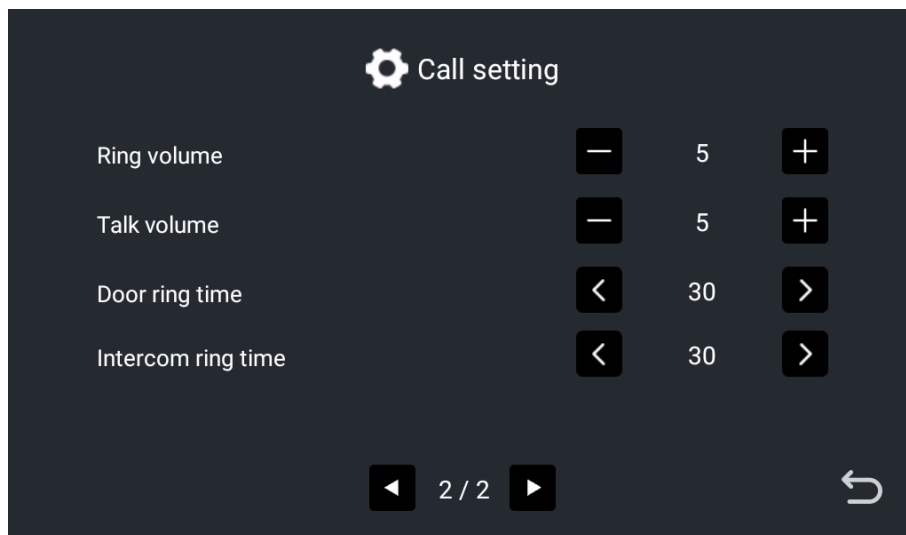 Call setting
Ring volume — 5 +
Talk volume — 5 +
Door ring time < 30 >
Intercom ring time < 30 >
◀ 2 / 2 ▶